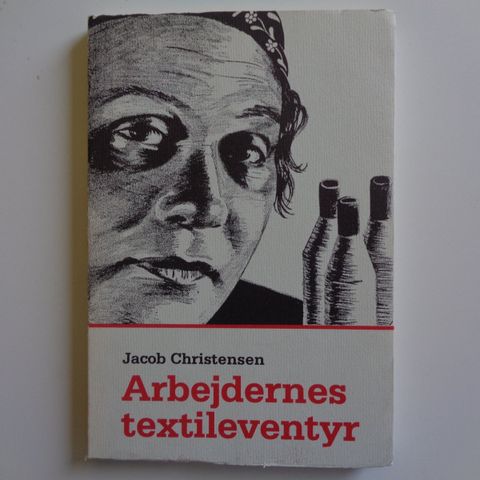 Jacob Christensen
Arbejdernes
textileventyr